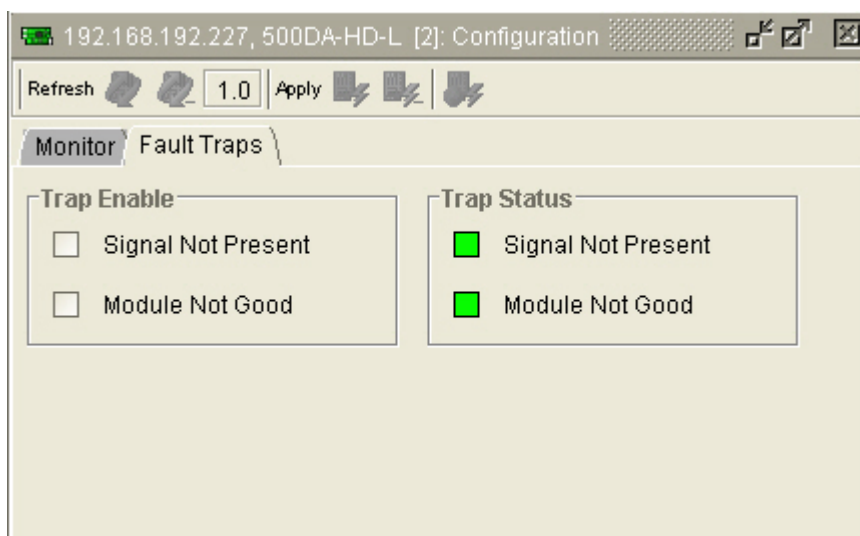 192.168.192.227, 500DA-HD-L [2]: Configuration
Refresh 1.0 Apply
Monitor Fault Traps
Trap Enable
Signal Not Present
Module Not Good
Trap Status
Signal Not Present
Module Not Good